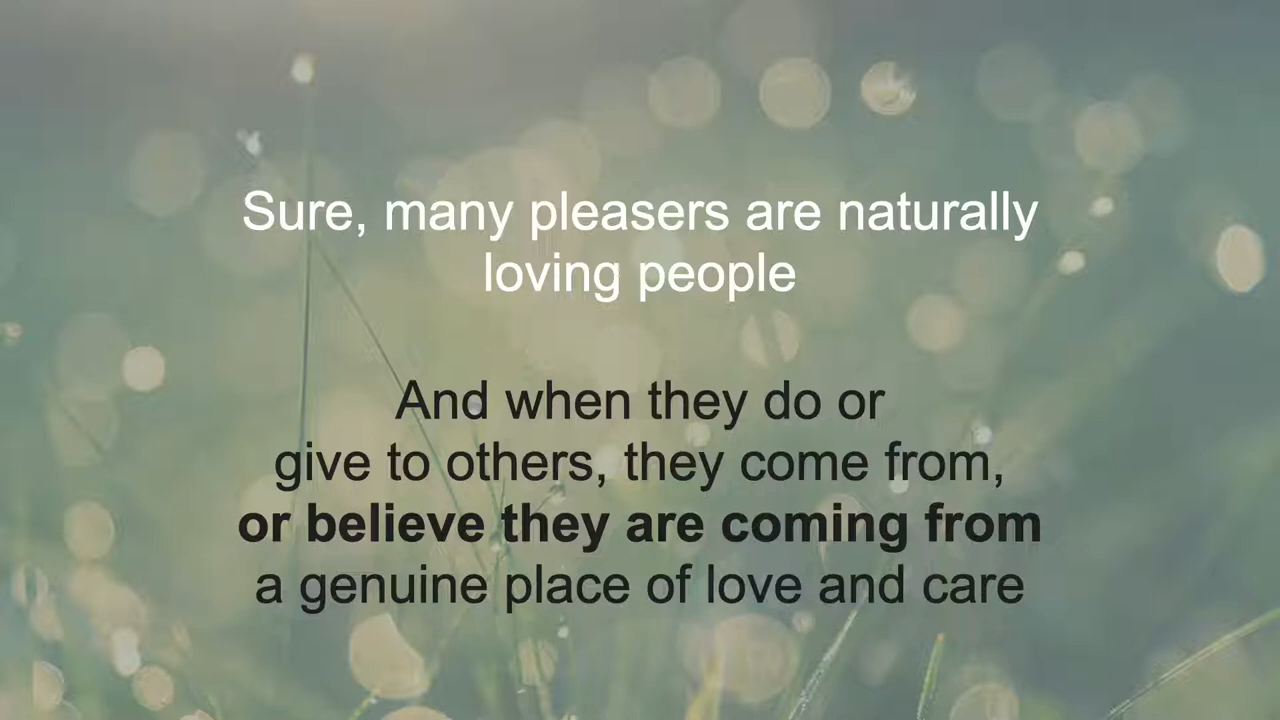 Sure, many pleasers are naturally
loving people
And when they do or
give to others, they come from,
or believe they are coming from
a genuine place of love and care